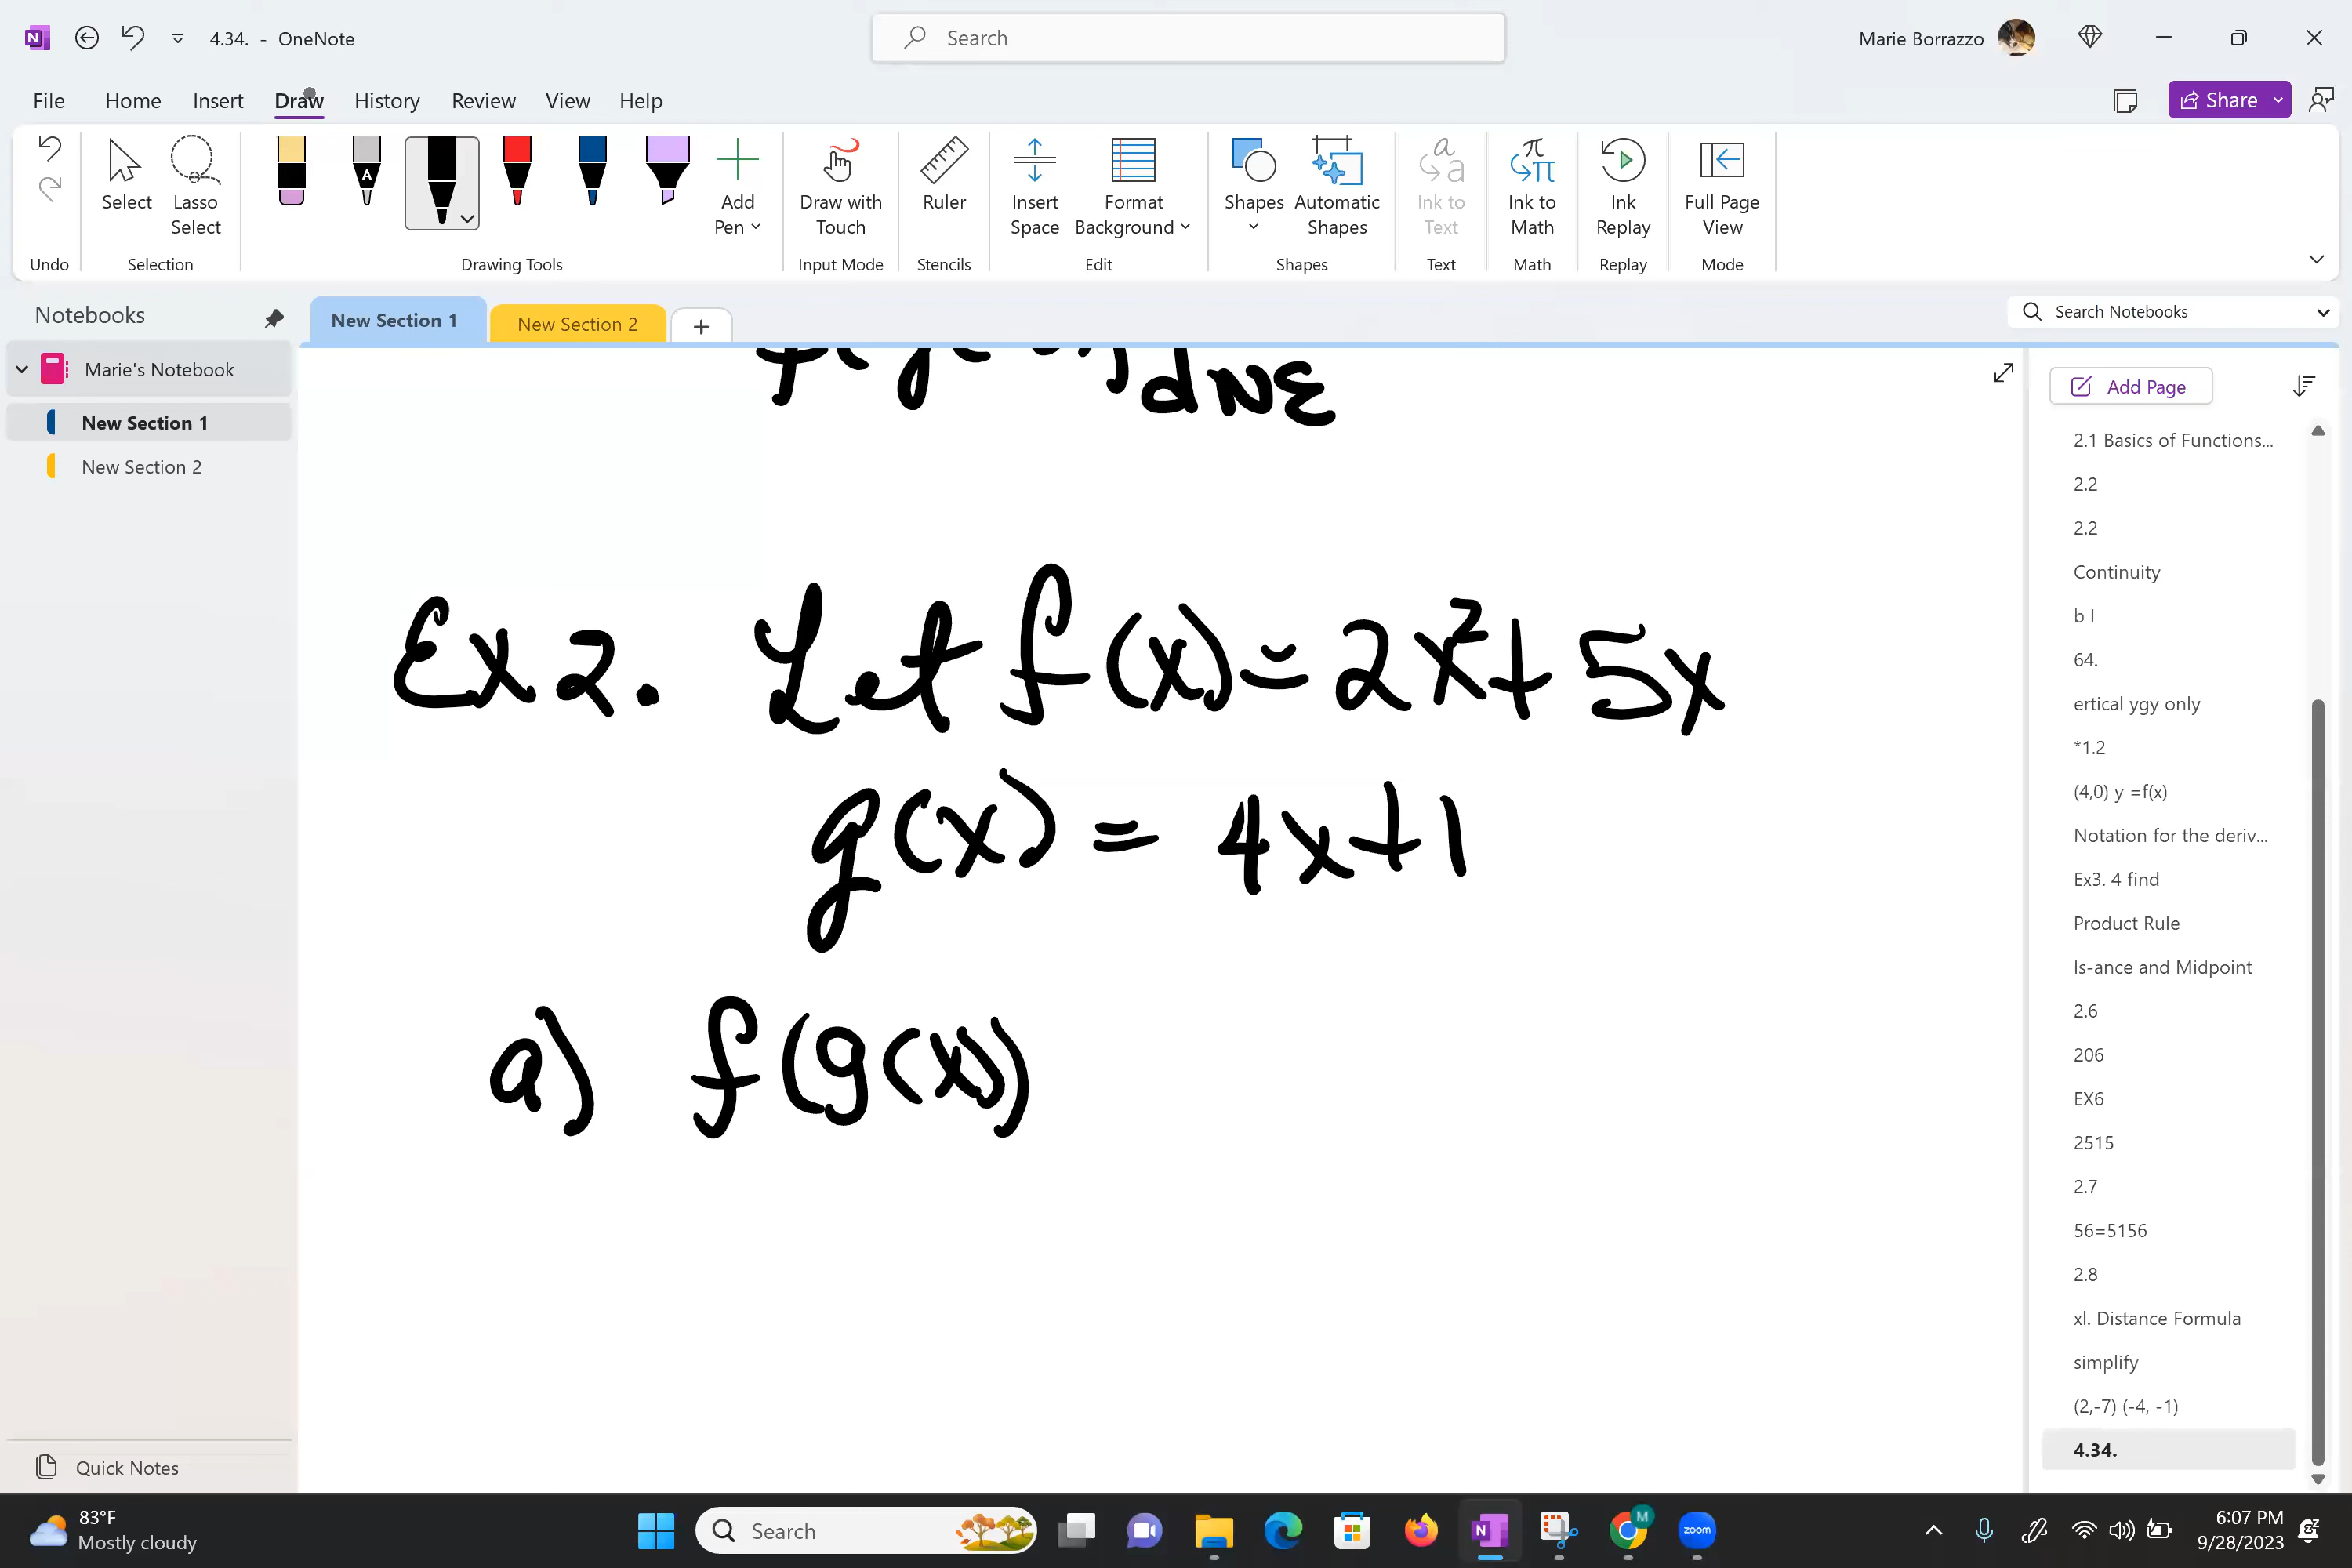 4.34. - OneNote
Search
Marie Borrazzo
File Home Insert Draw History Review View Help
Share
Select
Lasso Select
A
Add Pen
Draw with Touch
Ruler
Insert Space
Format Background
Shapes
Automatic Shapes
Ink to Text
Ink to Math
Ink Replay
Full Page View
Undo Selection Drawing Tools Input Mode Stencils Edit Shapes Text Math Replay Mode
Notebooks
New Section 1
New Section 2
+
Search Notebooks
Marie's Notebook
New Section 1
New Section 2
Quick Notes
DNE
Ex 2. Let f(x) = 2x²+ 5x
g(x) = 4x+1
a) f(g(x))
Add Page
2.1 Basics of Functions...
2.2
2.2
Continuity
b I
64.
ertical ygy only
*1.2
(4,0) y =f(x)
Notation for the deriv...
Ex3. 4 find
Product Rule
Is-ance and Midpoint
2.6
206
EX6
2515
2.7
56=5156
2.8
xl. Distance Formula
simplify
(2,-7) (-4, -1)
4.34.
83°F
Mostly cloudy
Search
zoom
6:07 PM
9/28/2023